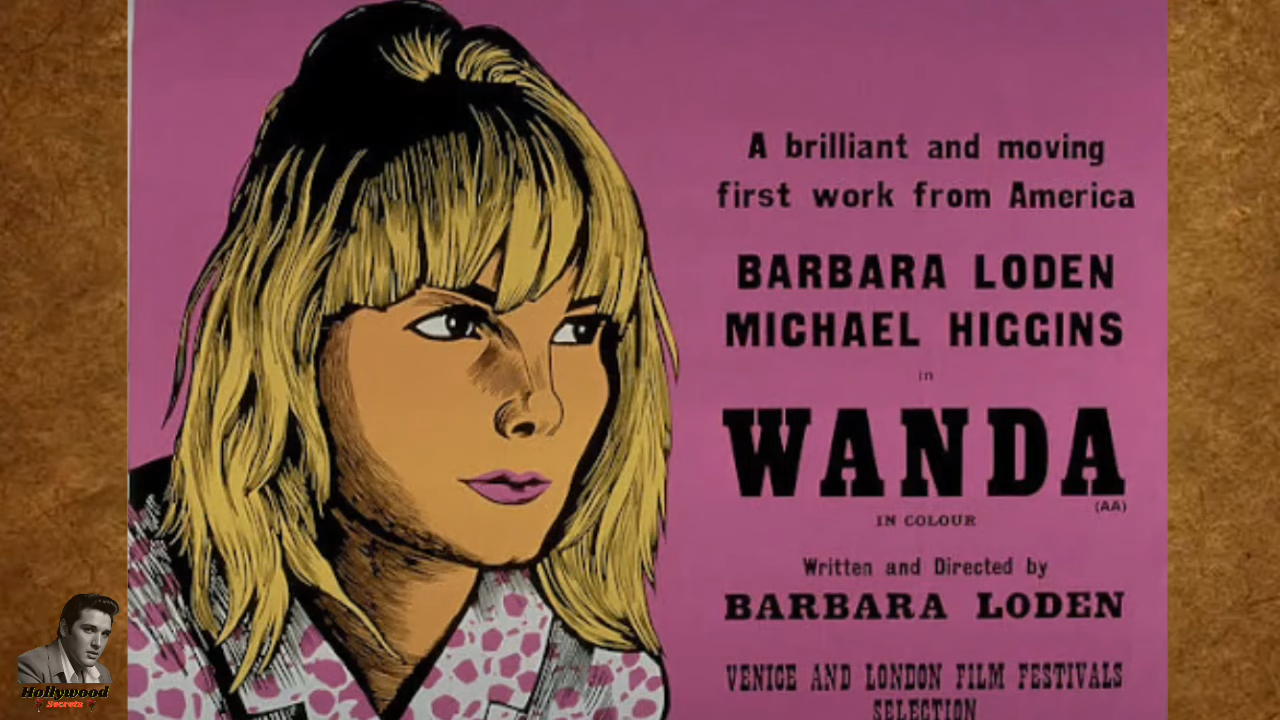 A brilliant and moving
first work from America
BARBARA LODEN
MICHAEL HIGGINS
in
WANDA
(AA)
IN COLOUR
Written and Directed by
BARBARA LODEN
VENICE AND LONDON FILM FESTIVALS
SELECTION
Hollywood
Secrets